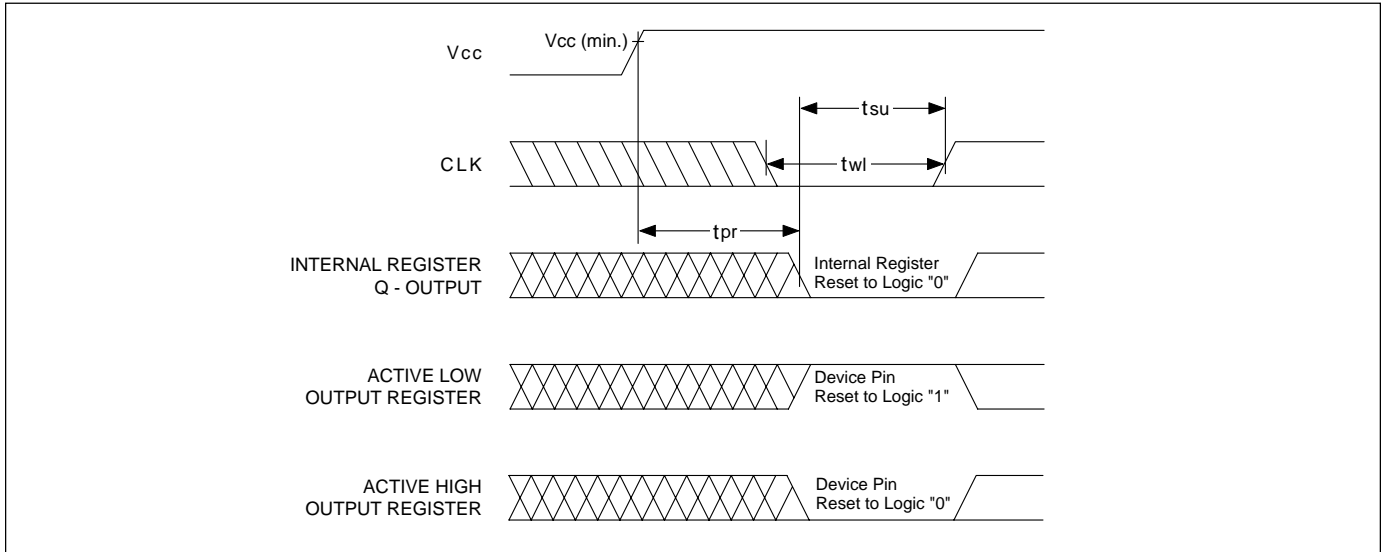 Vcc
Vcc (min.)
tsu
CLK
twl
tpr
INTERNAL REGISTER
Q - OUTPUT
Internal Register
Reset to Logic "0"
ACTIVE LOW
OUTPUT REGISTER
Device Pin
Reset to Logic "1"
ACTIVE HIGH
OUTPUT REGISTER
Device Pin
Reset to Logic "0"